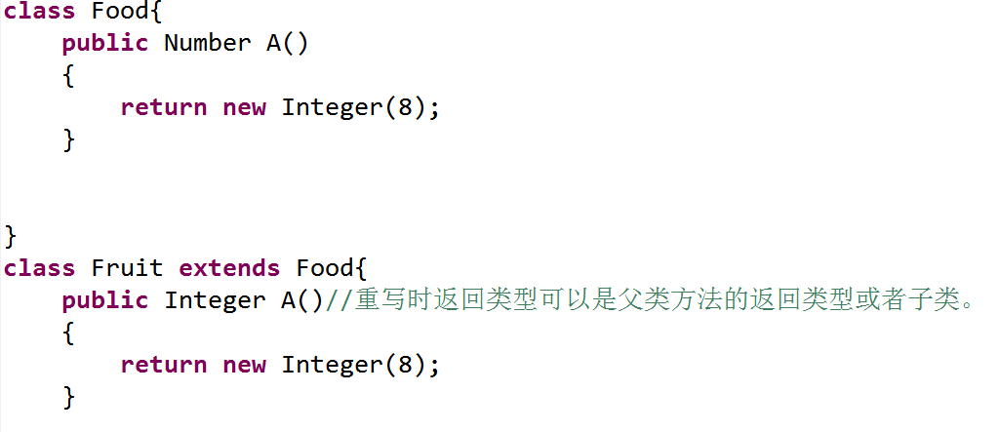 class Food{
    public Number A()
    {
        return new Integer(8);
    }
}
class Fruit extends Food{
    public Integer A()//重写时返回类型可以是父类方法的返回类型或者子类。
    {
        return new Integer(8);
    }